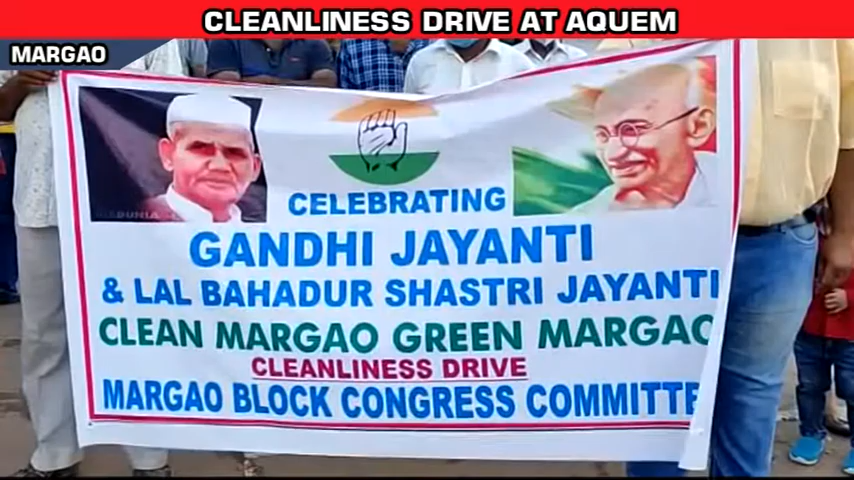 CLEANLINESS DRIVE AT AQUEM
MARGAO
CELEBRATING
GANDHI JAYANTI
& LAL BAHADUR SHASTRI JAYANTI
CLEAN MARGAO GREEN MARGAO
CLEANLINESS DRIVE
MARGAO BLOCK CONGRESS COMMITTE